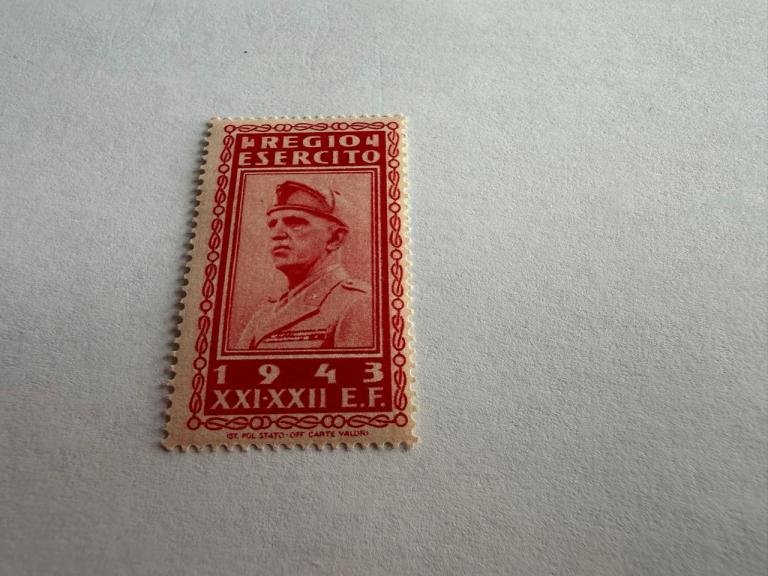 REGIO
ESERCITO
1943
XXI·XXII E.F.
IST. POL. STATO - OFF. CARTE VALORI